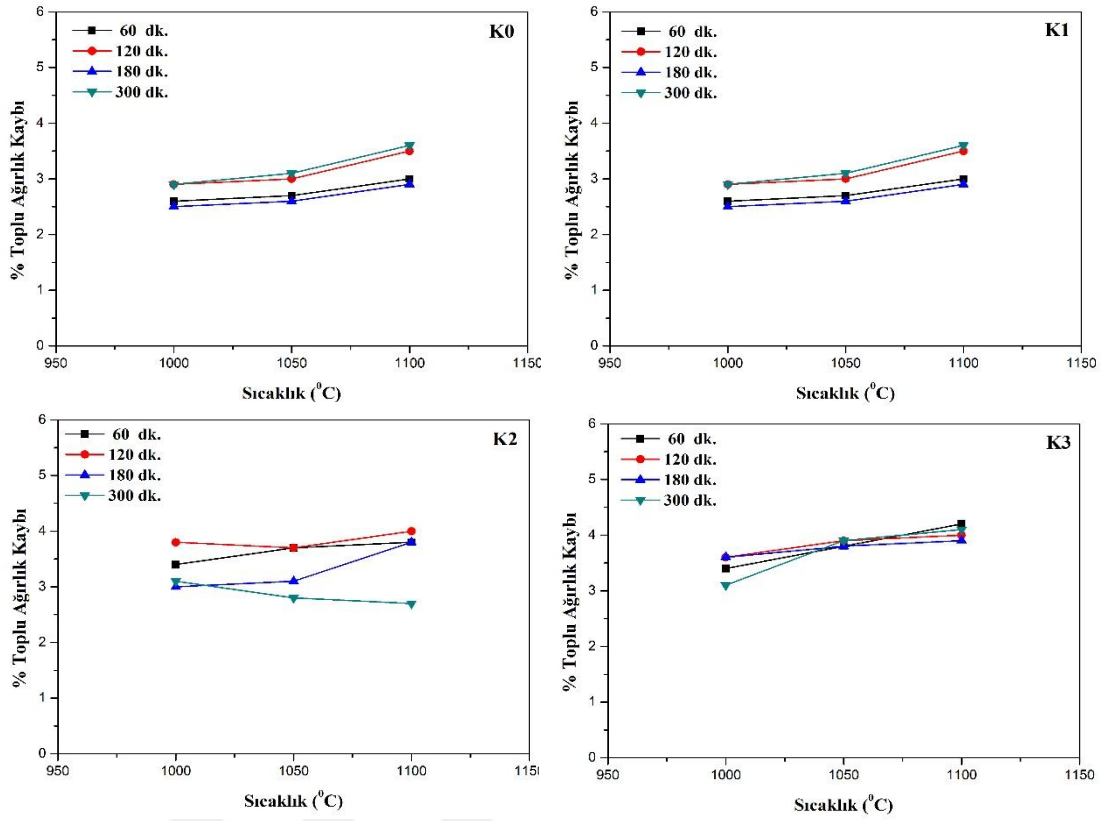 K0
60 dk.
120 dk.
180 dk.
300 dk.
% Toplu Ağırlık Kaybı
6
5
4
3
2
1
0
950
1000
1050
1100
1150
Sıcaklık (⁰C)
K1
60 dk.
120 dk.
180 dk.
300 dk.
% Toplu Ağırlık Kaybı
6
5
4
3
2
1
0
950
1000
1050
1100
1150
Sıcaklık (⁰C)
K2
60 dk.
120 dk.
180 dk.
300 dk.
% Toplu Ağırlık Kaybı
6
5
4
3
2
1
0
950
1000
1050
1100
1150
Sıcaklık (⁰C)
K3
60 dk.
120 dk.
180 dk.
300 dk.
% Toplu Ağırlık Kaybı
6
5
4
3
2
1
0
950
1000
1050
1100
1150
Sıcaklık (⁰C)